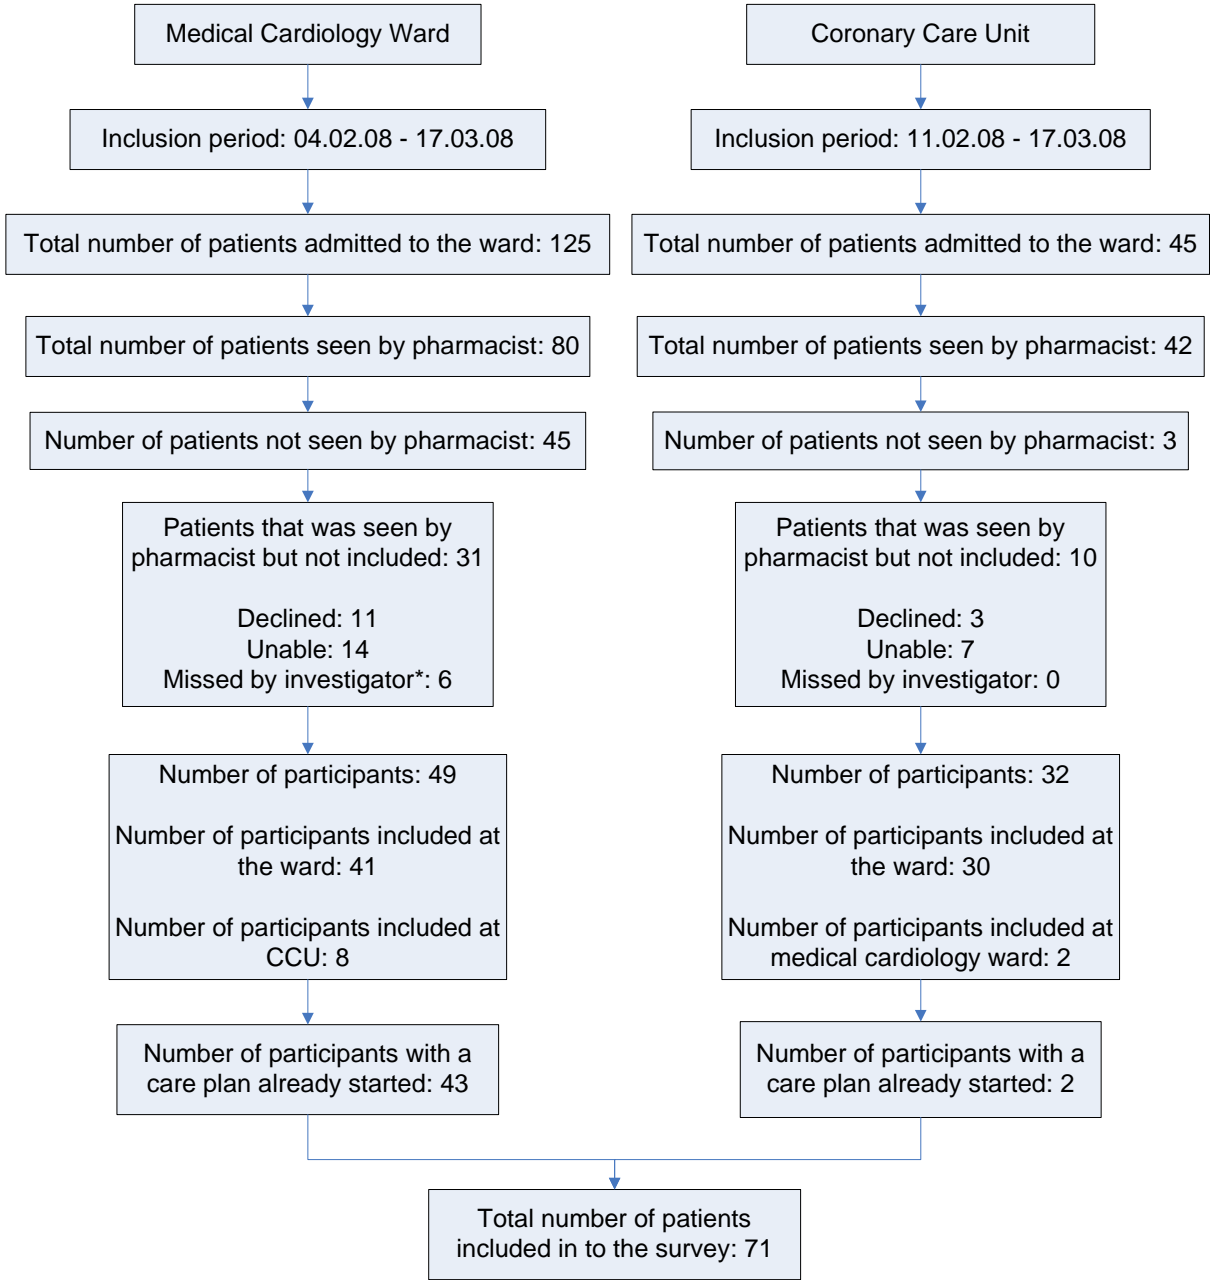 Medical Cardiology Ward
Inclusion period: 04.02.08 - 17.03.08
Total number of patients admitted to the ward: 125
Total number of patients seen by pharmacist: 80
Number of patients not seen by pharmacist: 45
Patients that was seen by
pharmacist but not included: 31
Declined: 11
Unable: 14
Missed by investigator*: 6
Number of participants: 49
Number of participants included at
the ward: 41
Number of participants included at
CCU: 8
Number of participants with a
care plan already started: 43
Coronary Care Unit
Inclusion period: 11.02.08 - 17.03.08
Total number of patients admitted to the ward: 45
Total number of patients seen by pharmacist: 42
Number of patients not seen by pharmacist: 3
Patients that was seen by
pharmacist but not included: 10
Declined: 3
Unable: 7
Missed by investigator: 0
Number of participants: 32
Number of participants included at
the ward: 30
Number of participants included at
medical cardiology ward: 2
Number of participants with a
care plan already started: 2
Total number of patients
included in to the survey: 71